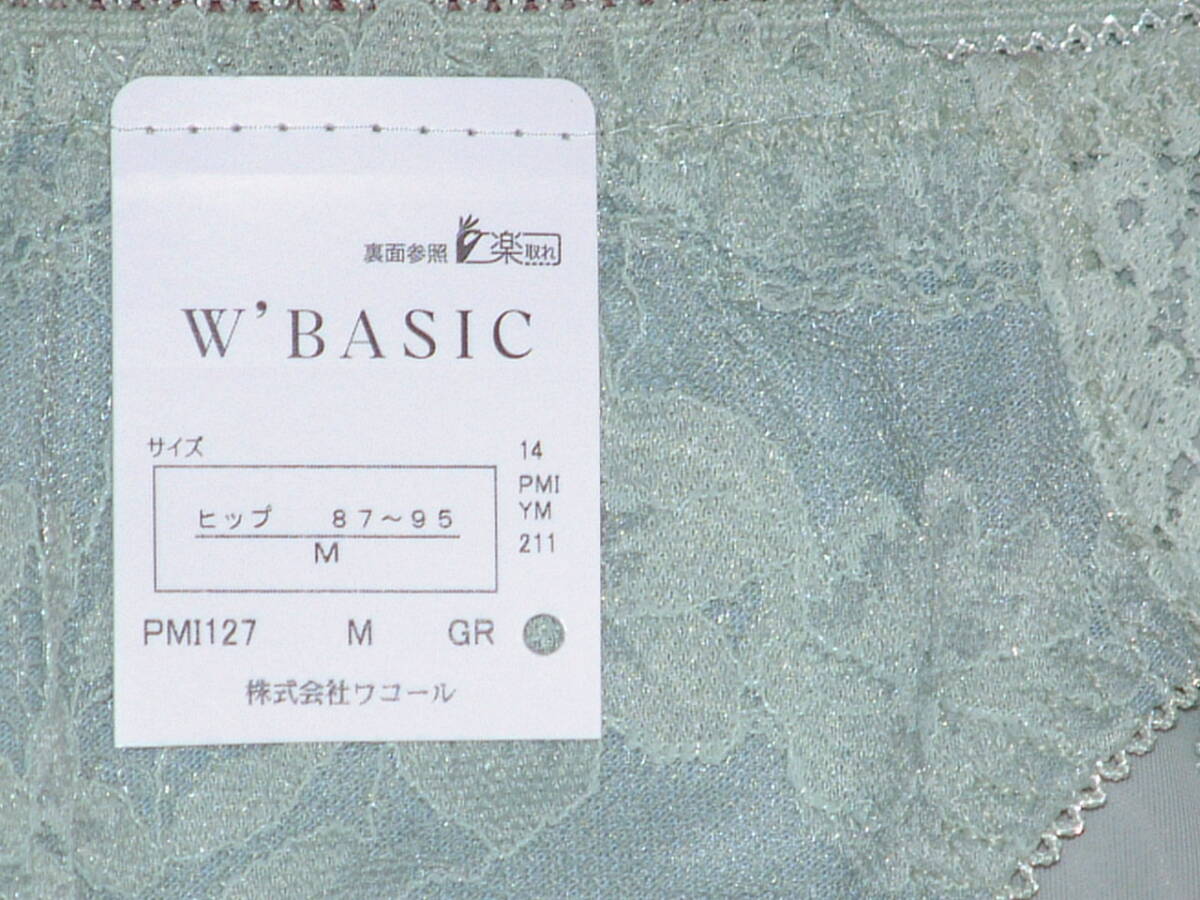 裏面参照 楽取れ
W'BASIC
サイズ
ヒップ 87～95
M
14
PMI
YM
211
PMI127 M GR
株式会社ワコール